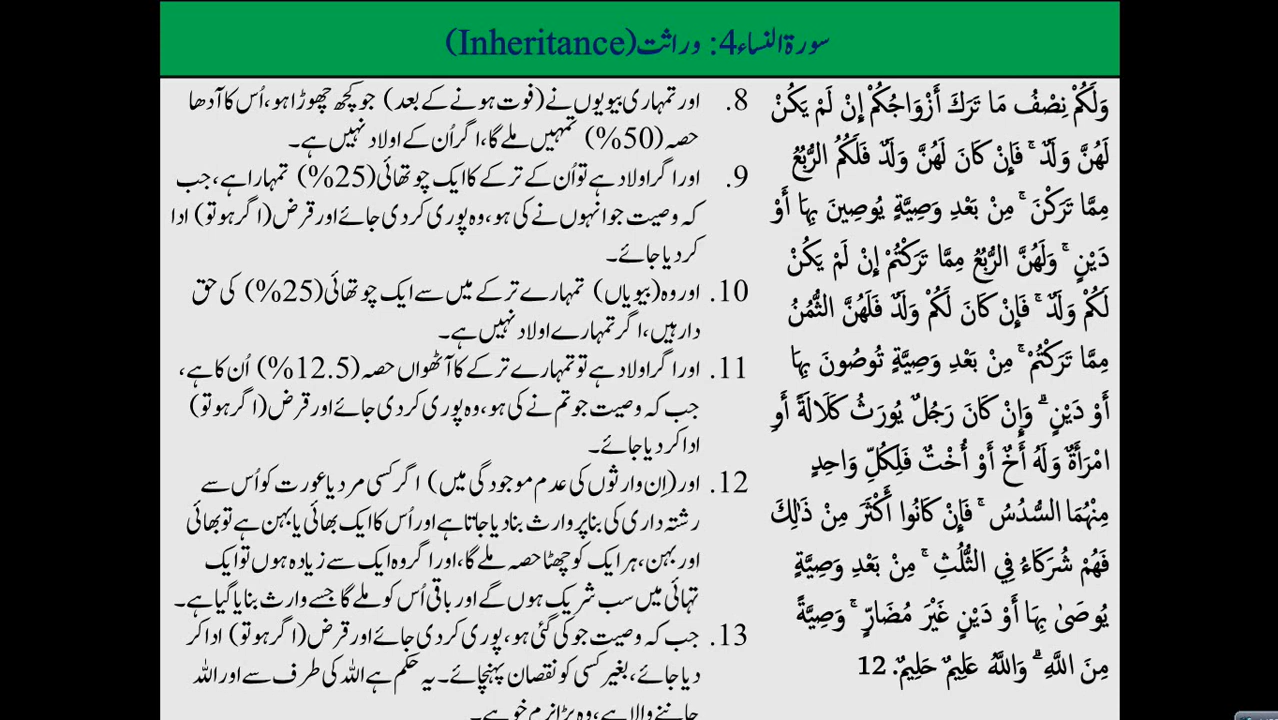 سورۃ النساء 4: وراثت (Inheritance)
وَلَكُمْ نِصْفُ مَا تَرَكَ أَزْوَاجُكُمْ إِنْ لَمْ يَكُنْ
لَهُنَّ وَلَدٌ ۚ فَإِنْ كَانَ لَهُنَّ وَلَدٌ فَلَكُمُ الرُّبُعُ
مِمَّا تَرَكْنَ ۚ مِنْ بَعْدِ وَصِيَّةٍ يُوصِينَ بِهَا أَوْ
دَيْنٍ ۚ وَلَهُنَّ الرُّبُعُ مِمَّا تَرَكْتُمْ إِنْ لَمْ يَكُنْ
لَكُمْ وَلَدٌ ۚ فَإِنْ كَانَ لَكُمْ وَلَدٌ فَلَهُنَّ الثُّمُنُ
مِمَّا تَرَكْتُمْ ۚ مِنْ بَعْدِ وَصِيَّةٍ تُوصُونَ بِهَا
أَوْ دَيْنٍ ۗ وَإِنْ كَانَ رَجُلٌ يُورَثُ كَلَالَةً أَوِ
امْرَأَةٌ وَلَهُ أَخٌ أَوْ أُخْتٌ فَلِكُلِّ وَاحِدٍ
مِنْهُمَا السُّدُسُ ۚ فَإِنْ كَانُوا أَكْثَرَ مِنْ ذَٰلِكَ
فَهُمْ شُرَكَاءُ فِي الثُّلُثِ ۚ مِنْ بَعْدِ وَصِيَّةٍ
يُوصَىٰ بِهَا أَوْ دَيْنٍ غَيْرَ مُضَارٍّ ۚ وَصِيَّةً
مِنَ اللَّهِ ۗ وَاللَّهُ عَلِيمٌ حَلِيمٌ. 12
8. اور تمہاری بیویوں نے (فوت ہونے کے بعد) جو کچھ چھوڑا ہو، اُس کا آدھا
حصہ (50%) تمہیں ملے گا، اگر اُن کے اولاد نہیں ہے۔
9. اور اگر اولاد ہے تو اُن کے ترکے کا ایک چوتھائی (25%) تمہارا ہے، جب
کہ وصیت جو انہوں نے کی ہو، وہ پوری کر دی جائے اور قرض (اگر ہو تو) ادا
کر دیا جائے۔
10. اور وہ (بیویاں) تمہارے ترکے میں سے ایک چوتھائی (25%) کی حق
دار ہیں، اگر تمہارے اولاد نہیں ہے۔
11. اور اگر اولاد ہے تو تمہارے ترکے کا آٹھواں حصہ (12.5%) اُن کا ہے،
جب کہ وصیت جو تم نے کی ہو، وہ پوری کر دی جائے اور قرض (اگر ہو تو)
ادا کر دیا جائے۔
12. اور (اِن وارثوں کی عدم موجودگی میں) اگر کسی مرد یا عورت کو اُس سے
رشتہ داری کی بنا پر وارث بنا دیا جاتا ہے اور اُس کا ایک بھائی یا بہن ہے تو بھائی
اور بہن، ہر ایک کو چھٹا حصہ ملے گا، اور اگر وہ ایک سے زیادہ ہوں تو ایک
تہائی میں سب شریک ہوں گے اور باقی اُس کو ملے گا جسے وارث بنایا گیا ہے۔
13. جب کہ وصیت جو کی گئی ہو، پوری کر دی جائے اور قرض (اگر ہو تو) ادا کر
دیا جائے، بغیر کسی کو نقصان پہنچائے۔ یہ حکم ہے اللہ کی طرف سے اور اللہ
جاننے والا ہے، وہ بڑا نرم خو ہے۔